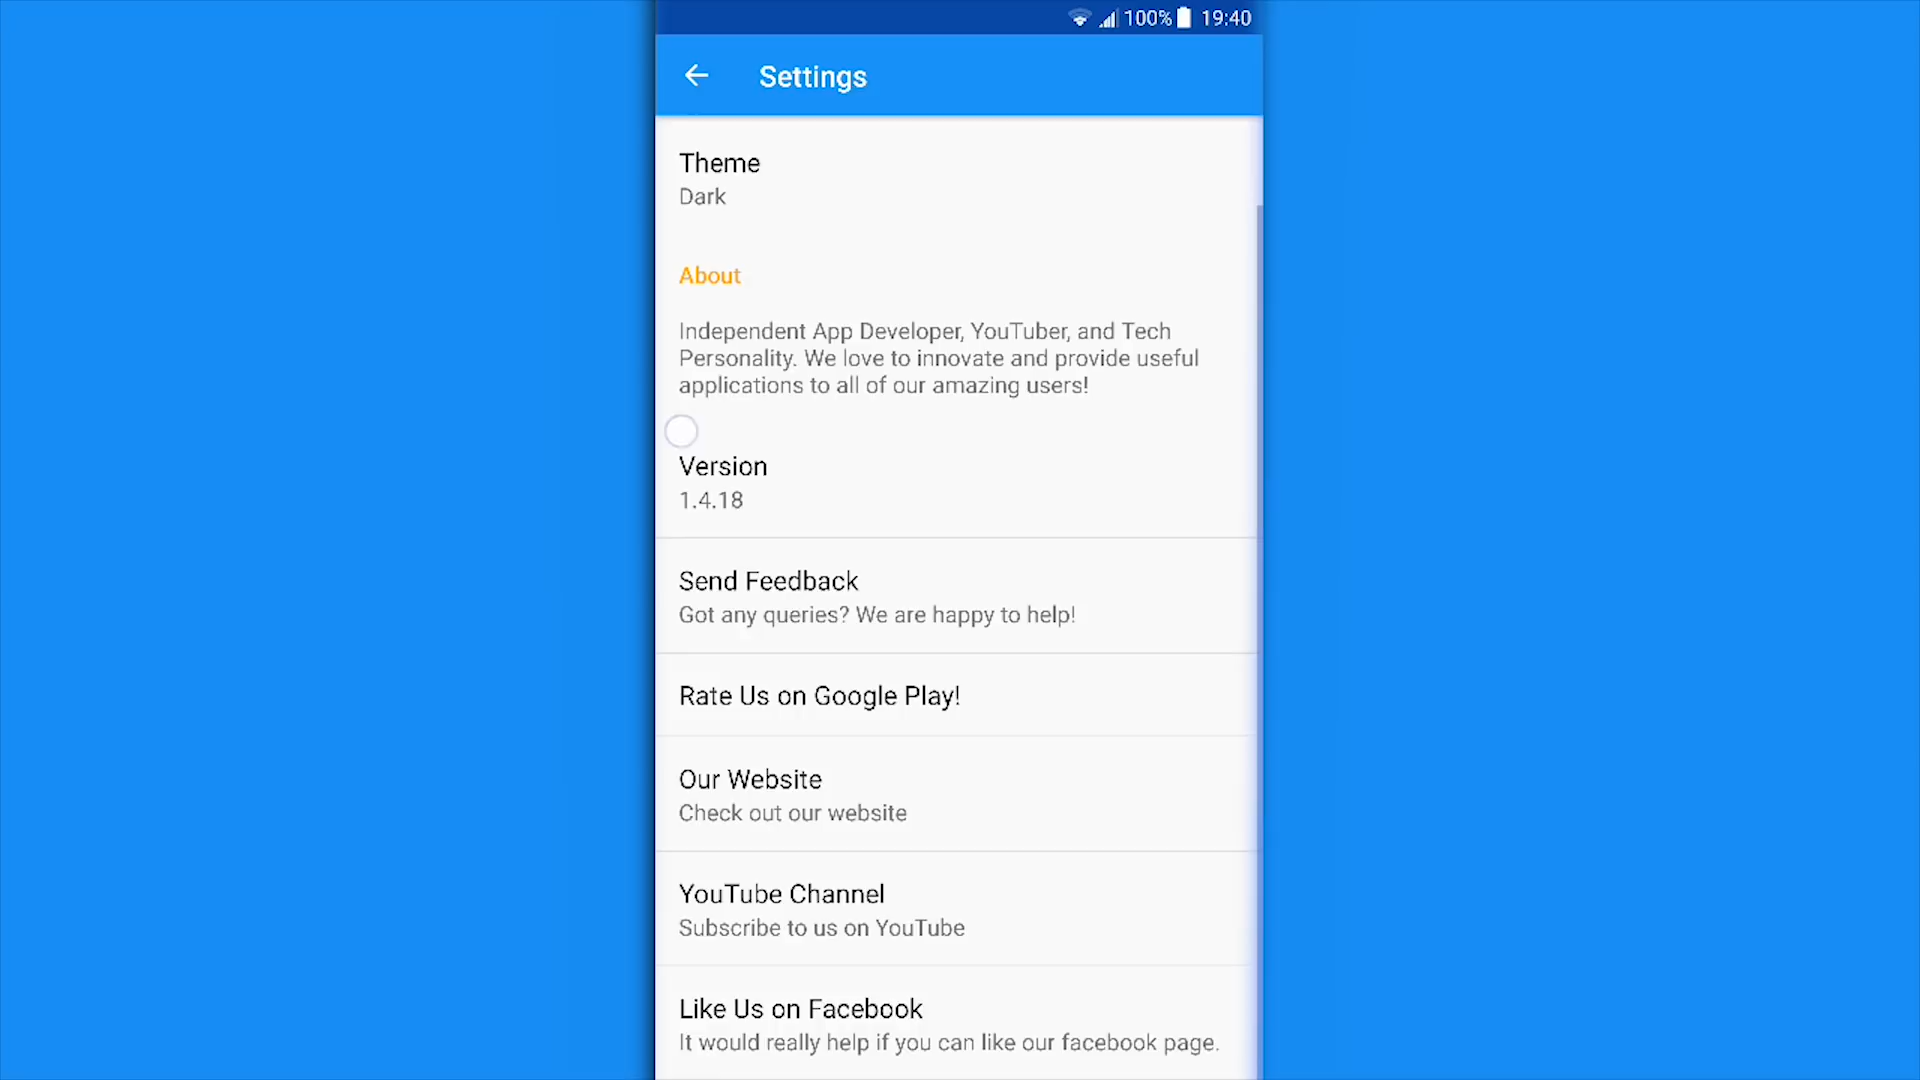 100% 19:40
Settings
Theme
Dark
About
Independent App Developer, YouTuber, and Tech
Personality. We love to innovate and provide useful
applications to all of our amazing users!
Version
1.4.18
Send Feedback
Got any queries? We are happy to help!
Rate Us on Google Play!
Our Website
Check out our website
YouTube Channel
Subscribe to us on YouTube
Like Us on Facebook
It would really help if you can like our facebook page.